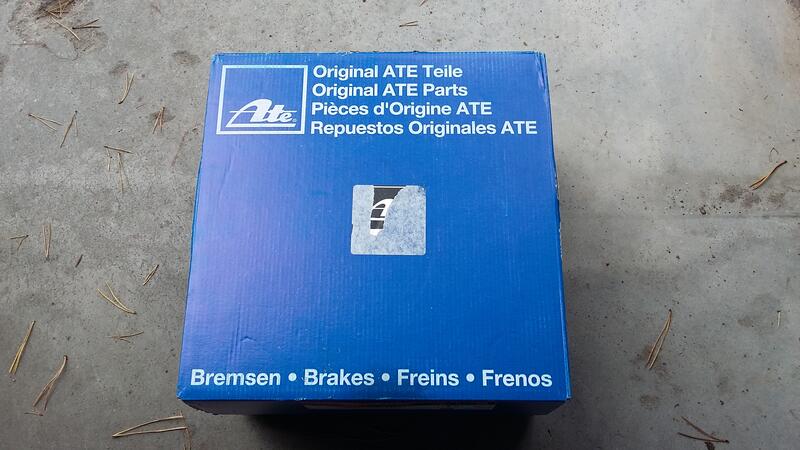 Ate
Original ATE Teile
Original ATE Parts
Pièces d'Origine ATE
Repuestos Originales ATE
Bremsen • Brakes • Freins • Frenos